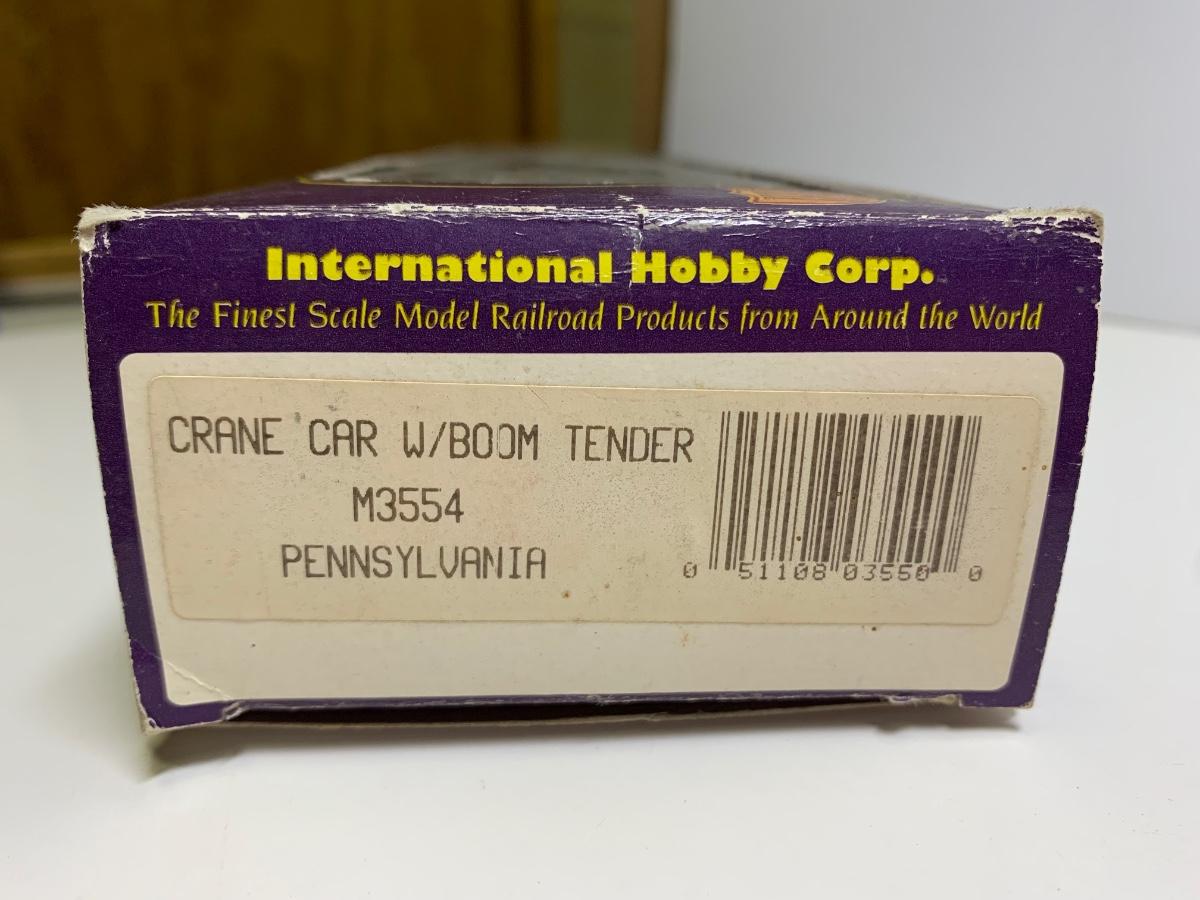 International Hobby Corp.
The Finest Scale Model Railroad Products from Around the World
CRANE CAR W/BOOM TENDER
M3554
PENNSYLVANIA
0 51108 03550 0